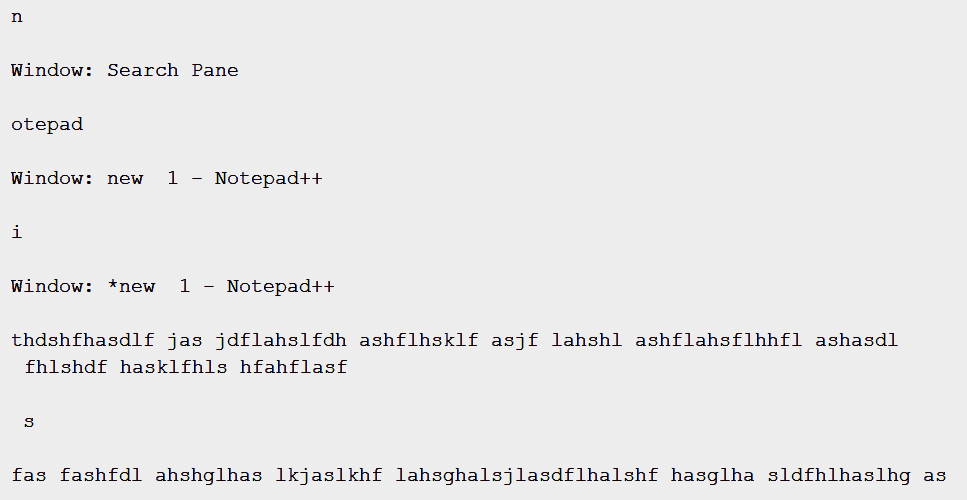 n
Window: Search Pane
otepad
Window: new  1 - Notepad++
i
Window: *new  1 - Notepad++
thdshfhasdlf jas jdflahslfdh ashflhsklf asjf lahshl ashflahsflhhfl ashasdl
fhlshdf hasklfhls hfahflasf
s
fas fashfdl ahshglhas lkjaslkhf lahsghalsjlasdflhalshf hasglha sldfhlhaslhg as